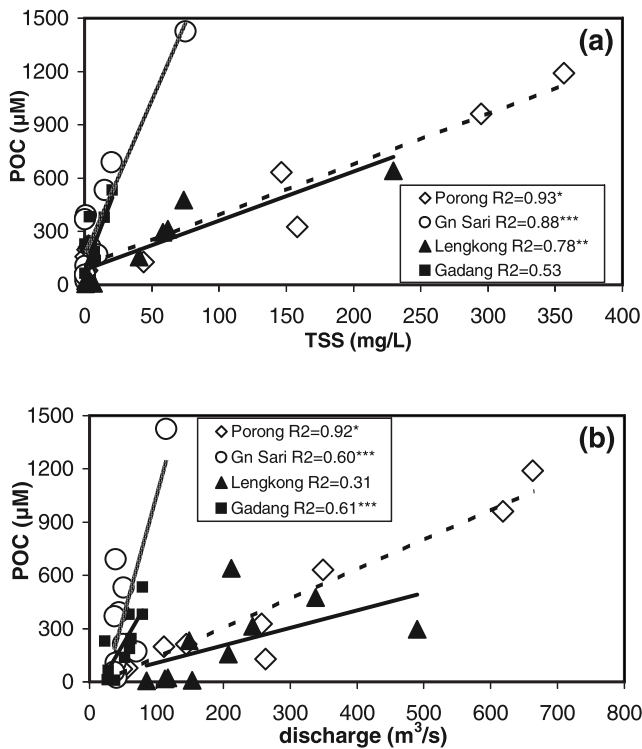 (a)
1500
1200
900
600
300
0
POC (µM)
Porong R2=0.93*
Gn Sari R2=0.88***
Lengkong R2=0.78**
Gadang R2=0.53
0 50 100 150 200 250 300 350 400
TSS (mg/L)
(b)
1500
1200
900
600
300
0
POC (µM)
Porong R2=0.92*
Gn Sari R2=0.60***
Lengkong R2=0.31
Gadang R2=0.61***
0 100 200 300 400 500 600 700 800
discharge (m³/s)